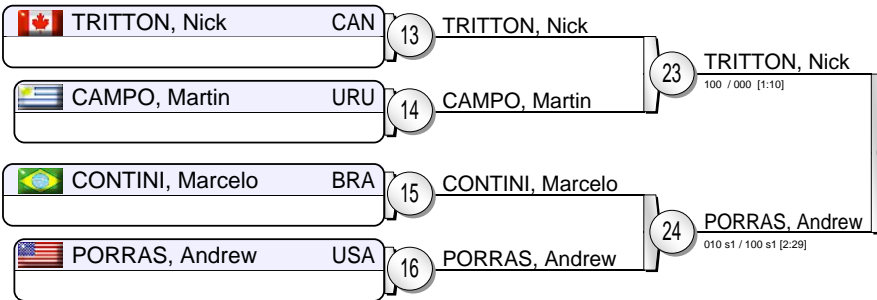 TRITTON, Nick CAN 13 TRITTON, Nick
23 TRITTON, Nick
100 / 000 [1:10]
CAMPO, Martin URU 14 CAMPO, Martin
CONTINI, Marcelo BRA 15 CONTINI, Marcelo
24 PORRAS, Andrew
010 s1 / 100 s1 [2:29]
PORRAS, Andrew USA 16 PORRAS, Andrew